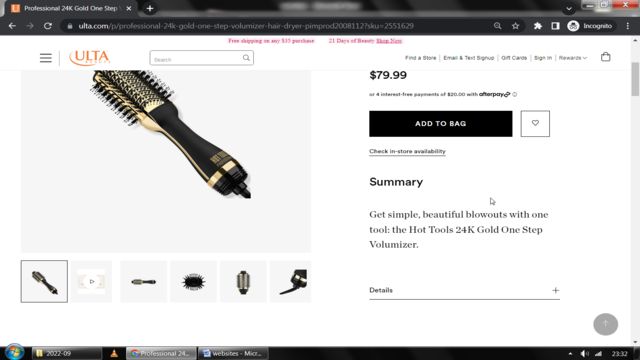 Professional 24K Gold One Step V
ulta.com/p/professional-24k-gold-one-step-volumizer-hair-dryer-pimprod2008112?sku=2551629
Incognito
Free shipping on any $35 purchase
21 Days of Beauty Shop Now
ULTA
Search
Find a Store
Email & Text Signup
Gift Cards
Sign In
Rewards
$79.99
or 4 interest-free payments of $20.00 with afterpay
ADD TO BAG
Check in-store availability
Summary
Get simple, beautiful blowouts with one
tool: the Hot Tools 24K Gold One Step
Volumizer.
Details
2022-09
Professional 24...
websites - Micr...
23:32